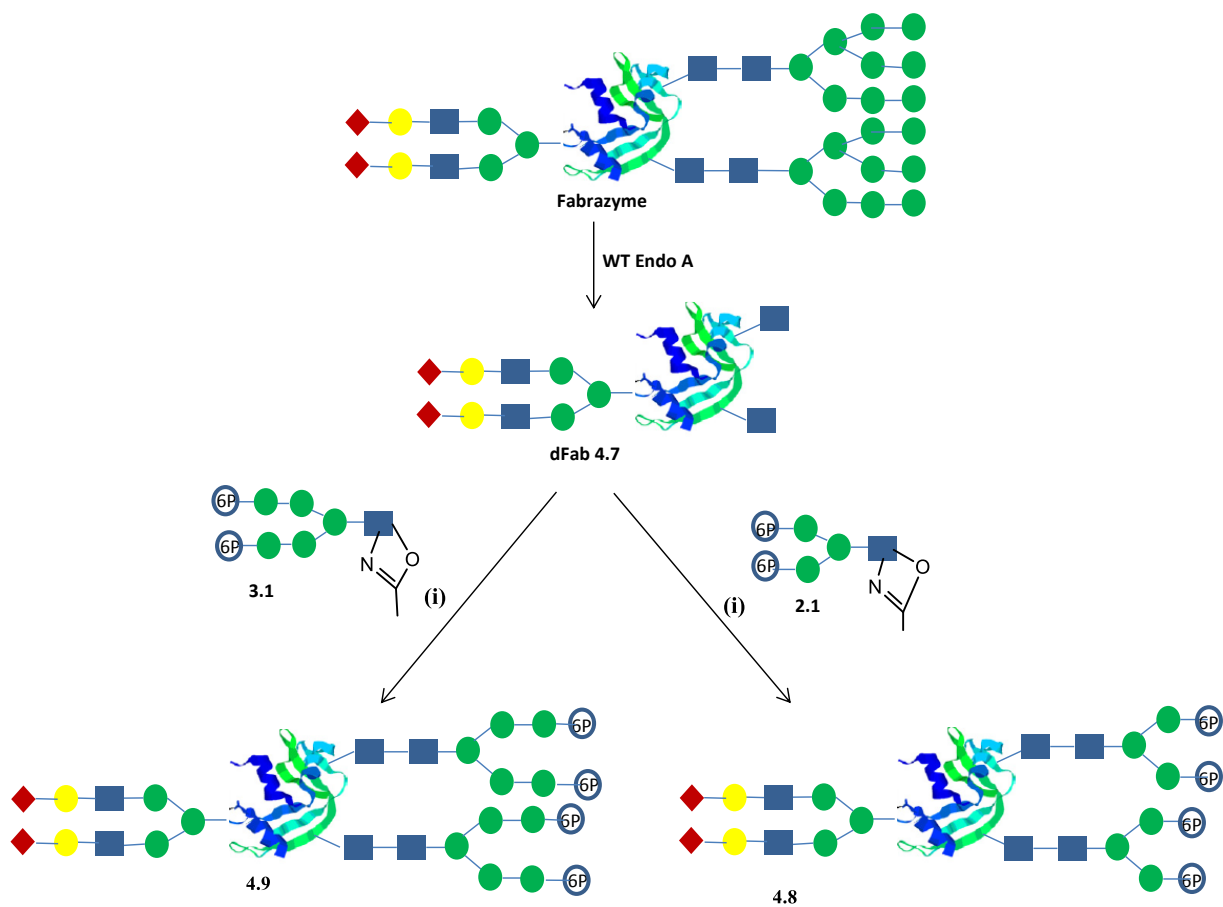 Fabrazyme
WT Endo A
dFab 4.7
6P
6P
N
O
3.1
(i)
6P
6P
N
O
2.1
(i)
6P
6P
6P
6P
4.9
6P
6P
6P
6P
4.8